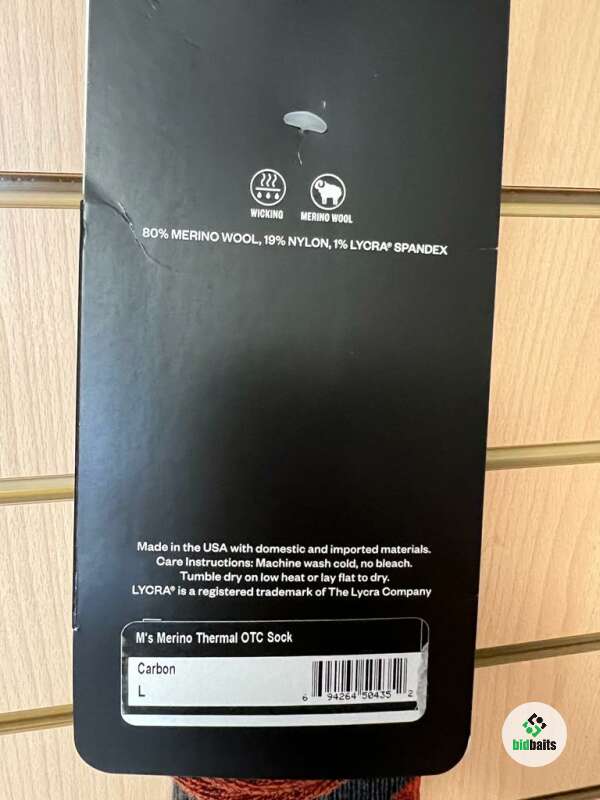 WICKING
MERINO WOOL
80% MERINO WOOL, 19% NYLON, 1% LYCRA® SPANDEX
Made in the USA with domestic and imported materials.
Care Instructions: Machine wash cold, no bleach.
Tumble dry on low heat or lay flat to dry.
LYCRA® is a registered trademark of The Lycra Company
M's Merino Thermal OTC Sock
Carbon
L
6 94264 50435 2
bidbaits